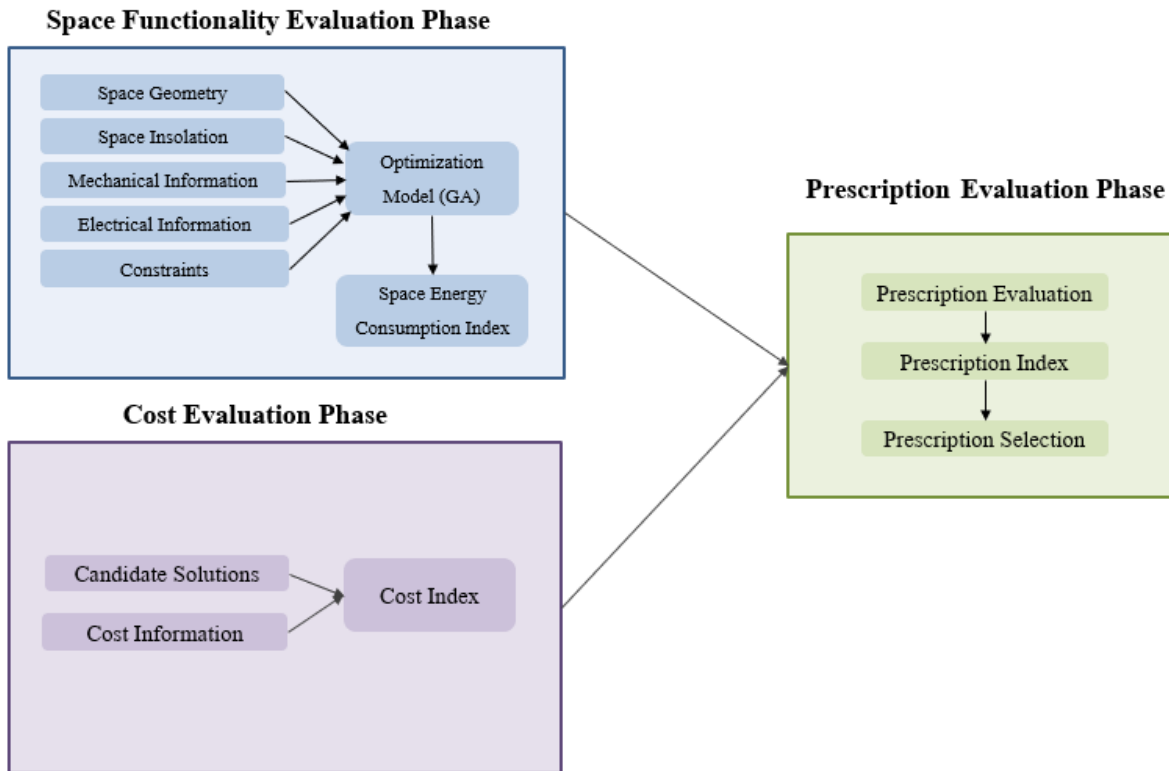 Space Functionality Evaluation Phase
Space Geometry
Space Insolation
Mechanical Information
Electrical Information
Constraints
Optimization
Model (GA)
Space Energy
Consumption Index
Cost Evaluation Phase
Candidate Solutions
Cost Information
Cost Index
Prescription Evaluation Phase
Prescription Evaluation
Prescription Index
Prescription Selection